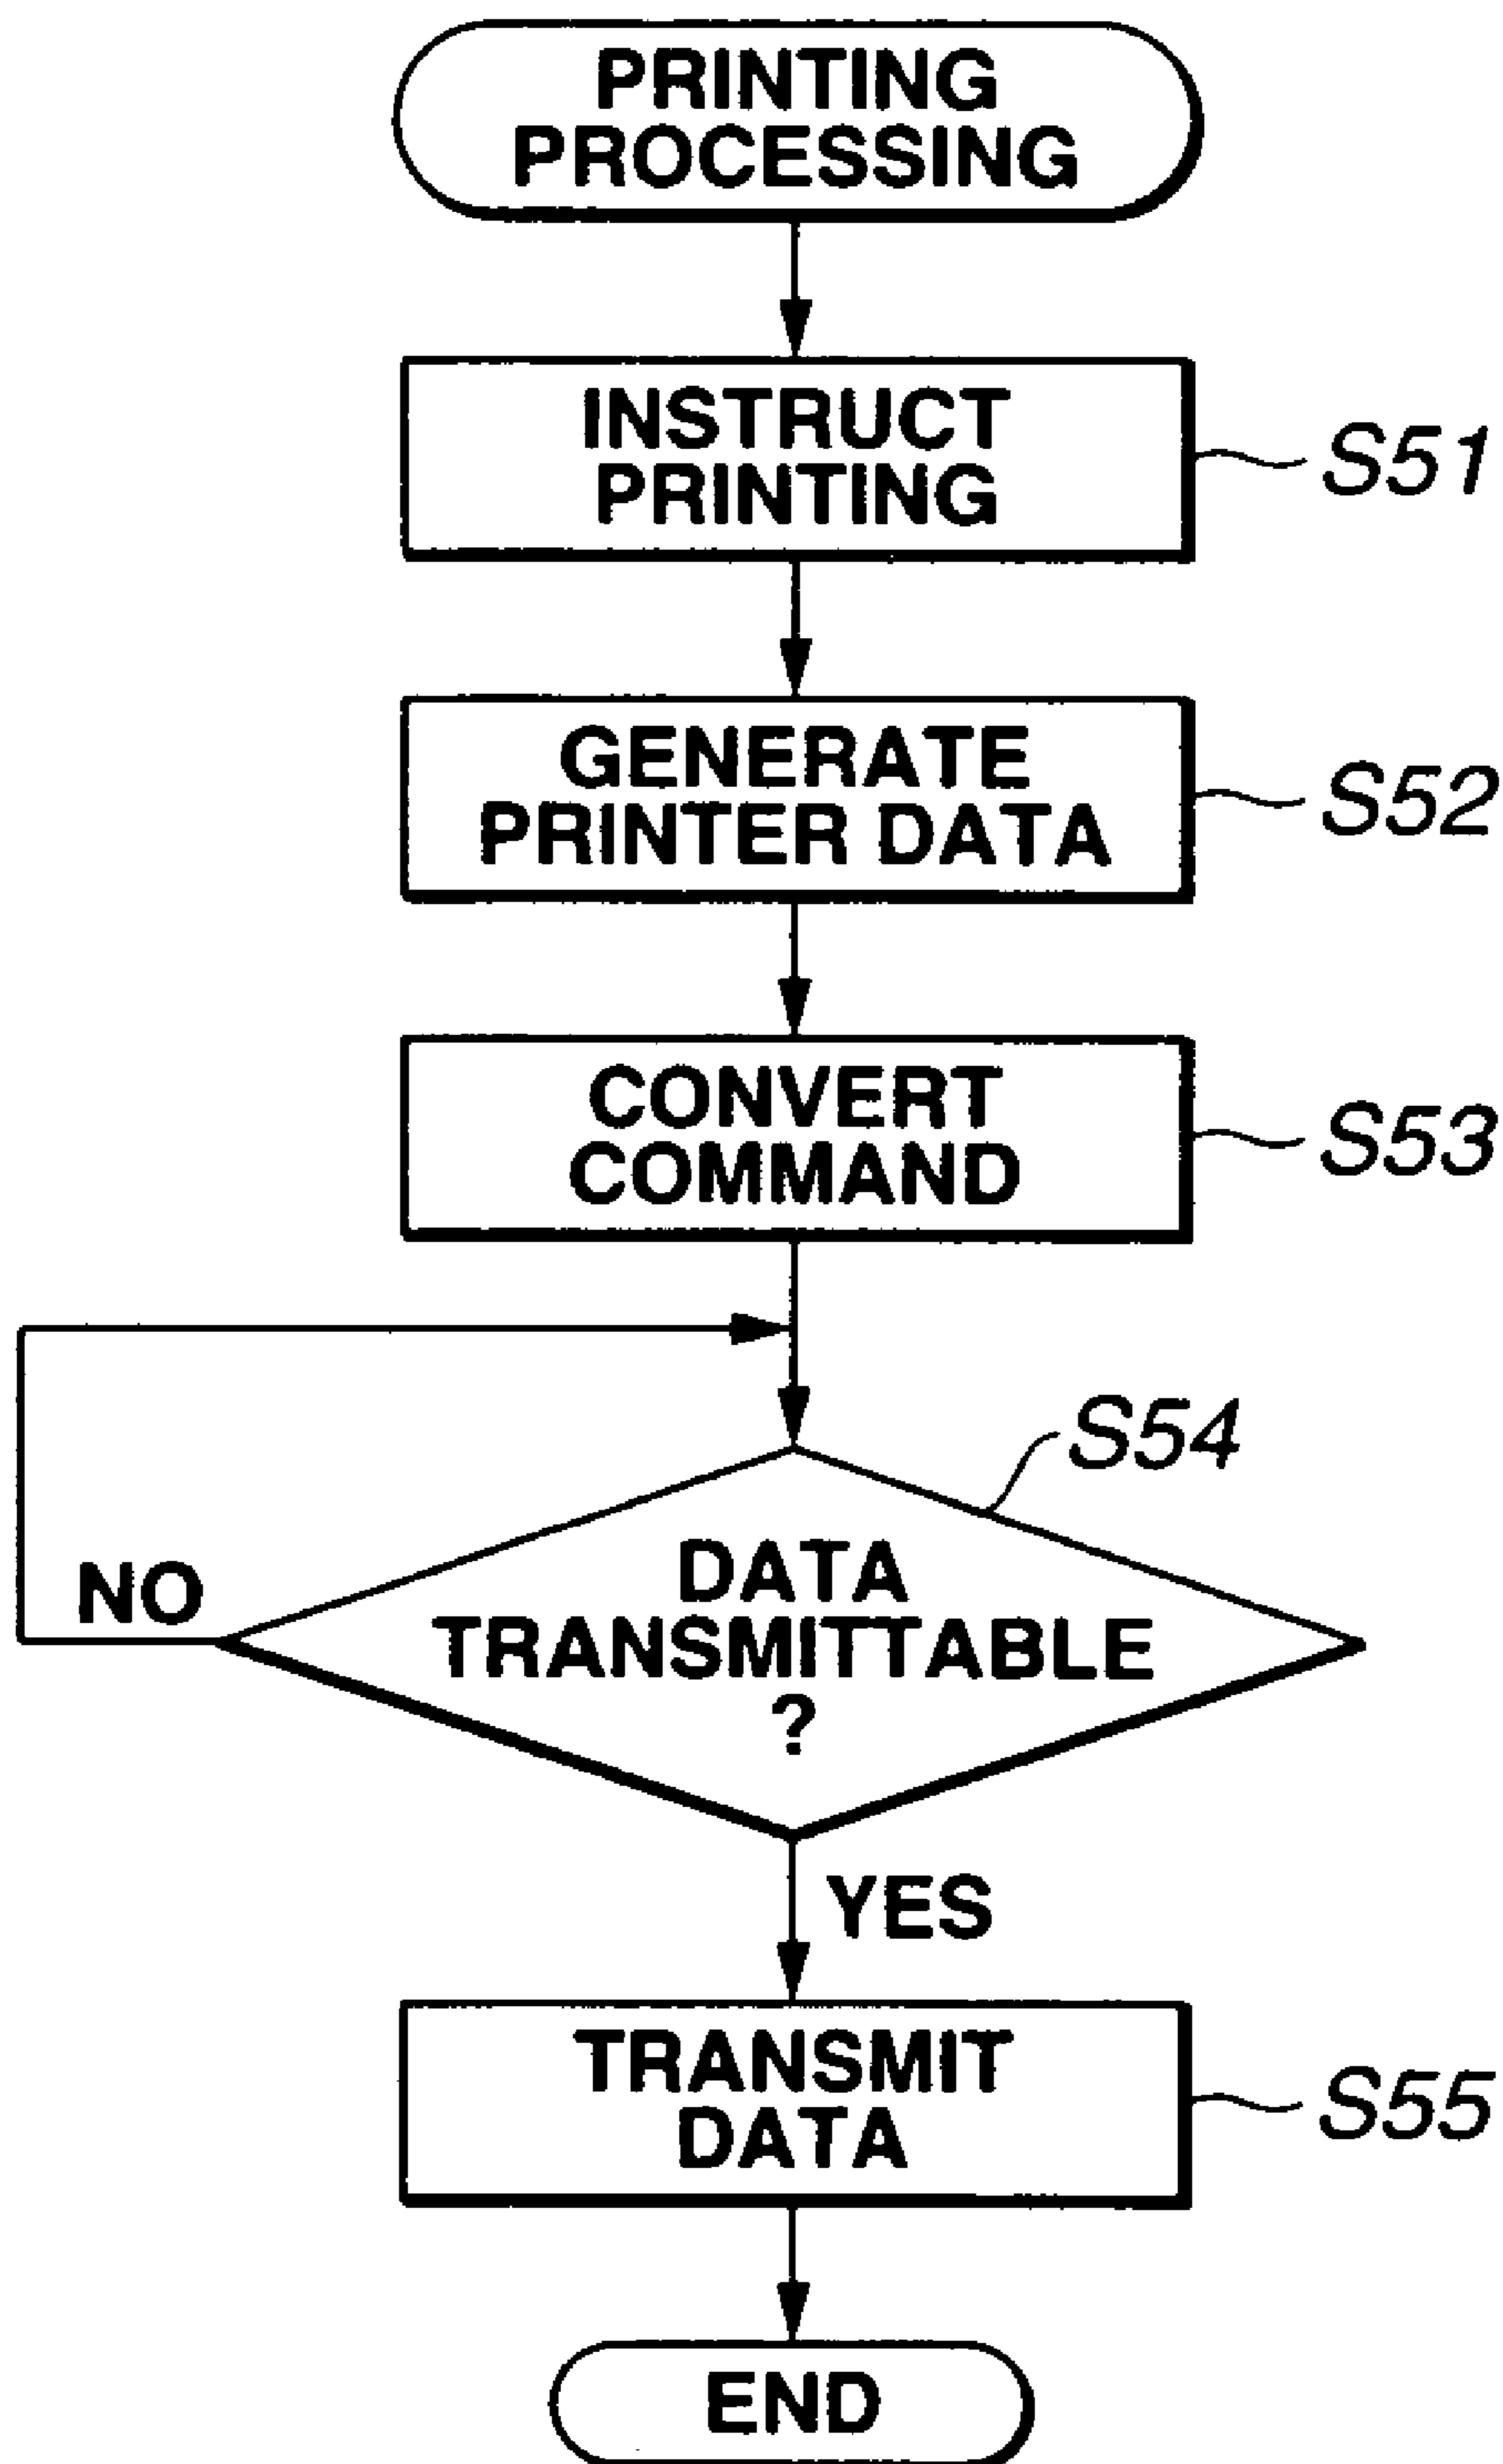 PRINTING
PROCESSING
INSTRUCT
PRINTING
S51
GENERATE
PRINTER DATA
S52
CONVERT
COMMAND
S53
S54
DATA
TRANSMITTABLE
?
NO
YES
TRANSMIT
DATA
S55
END